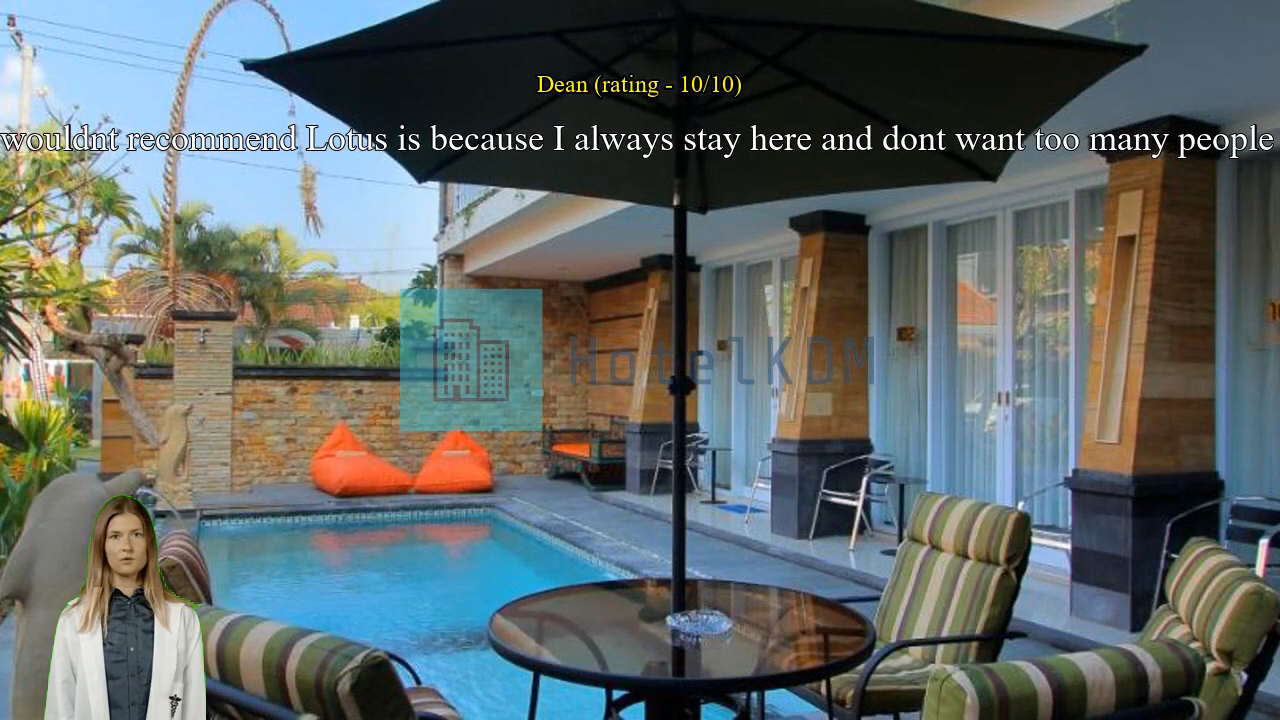 Dean (rating - 10/10)
wouldnt recommend Lotus is because I always stay here and dont want too many people
HotelKDM